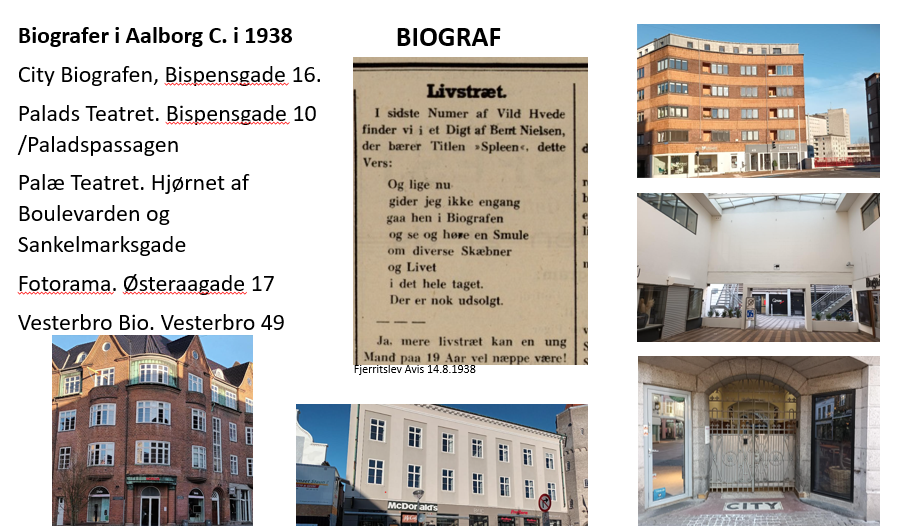 Biografer i Aalborg C. i 1938
City Biografen, Bispensgade 16.
Palads Teatret. Bispensgade 10
/Paladspassagen
Palæ Teatret. Hjørnet af
Boulevarden og
Sankelmarksgade
Fotorama. Østeraagade 17
Vesterbro Bio. Vesterbro 49
BIOGRAF
Livstræt.
I sidste Numer af Vild Hvede
finder vi i et Digt af Bent Nielsen,
der bærer Titlen »Spleen«, dette
Vers:
Og lige nu
gider jeg ikke engang
gaa hen i Biografen
og se og høre en Smule
om diverse Skæbner
og Livet
i det hele taget.
Der er nok udsolgt.
— — —
Ja, mere livstræt kan en ung
Mand paa 19 Aar vel næppe være!
Fjerritslev Avis 14.8.1938
McDonald's
CITY